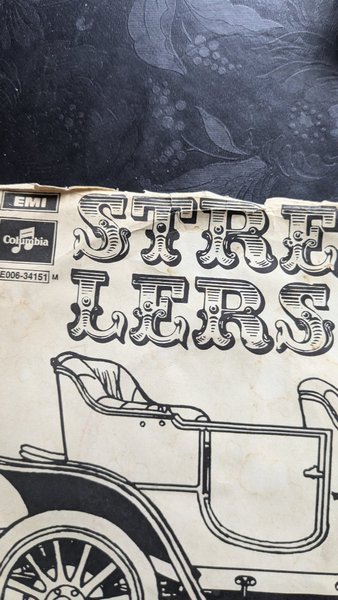 EMI
Columbia
E006-34151 M
STRE
LERS